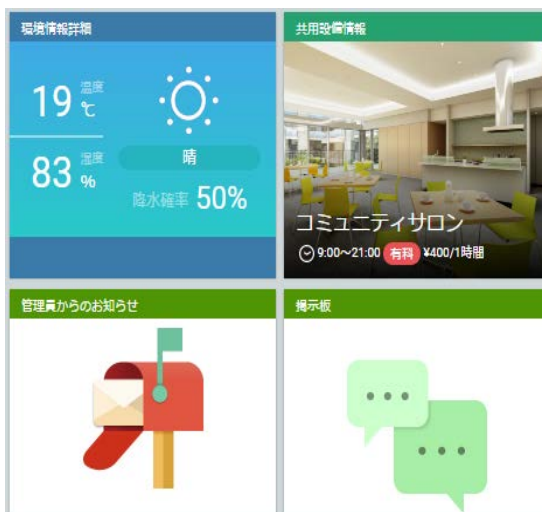 環境情報詳細
19 温度 ℃
83 湿度 %
晴
降水確率 50%
共用設備情報
コミュニティサロン
9:00～21:00 有料 ¥400/1時間
管理員からのお知らせ
掲示板